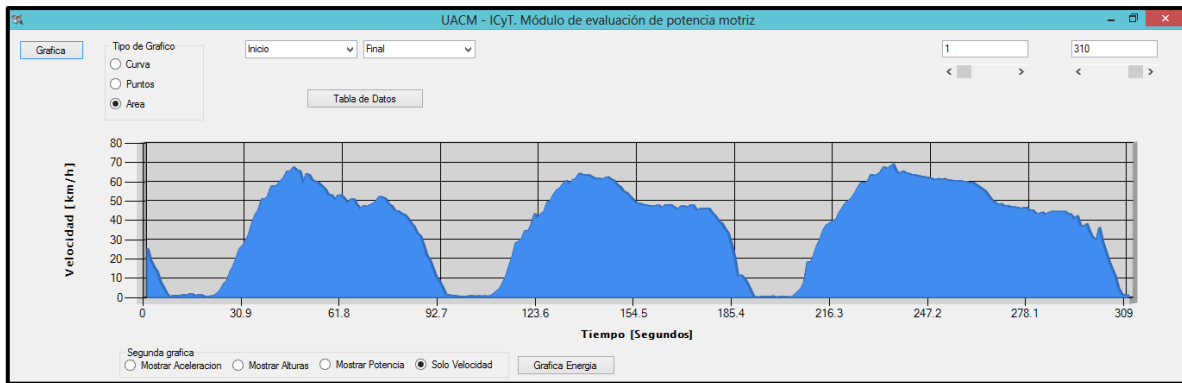 UACM - ICyT. Módulo de evaluación de potencia motriz
Grafica
Tipo de Grafico
Curva
Puntos
Area
Inicio
Final
Tabla de Datos
1
310
Velocidad [km/h]
80
70
60
50
40
30
20
10
0
0 30.9 61.8 92.7 123.6 154.5 185.4 216.3 247.2 278.1 309
Tiempo [Segundos]
Segunda grafica
Mostrar Aceleracion Mostrar Alturas Mostrar Potencia Solo Velocidad Grafica Energia